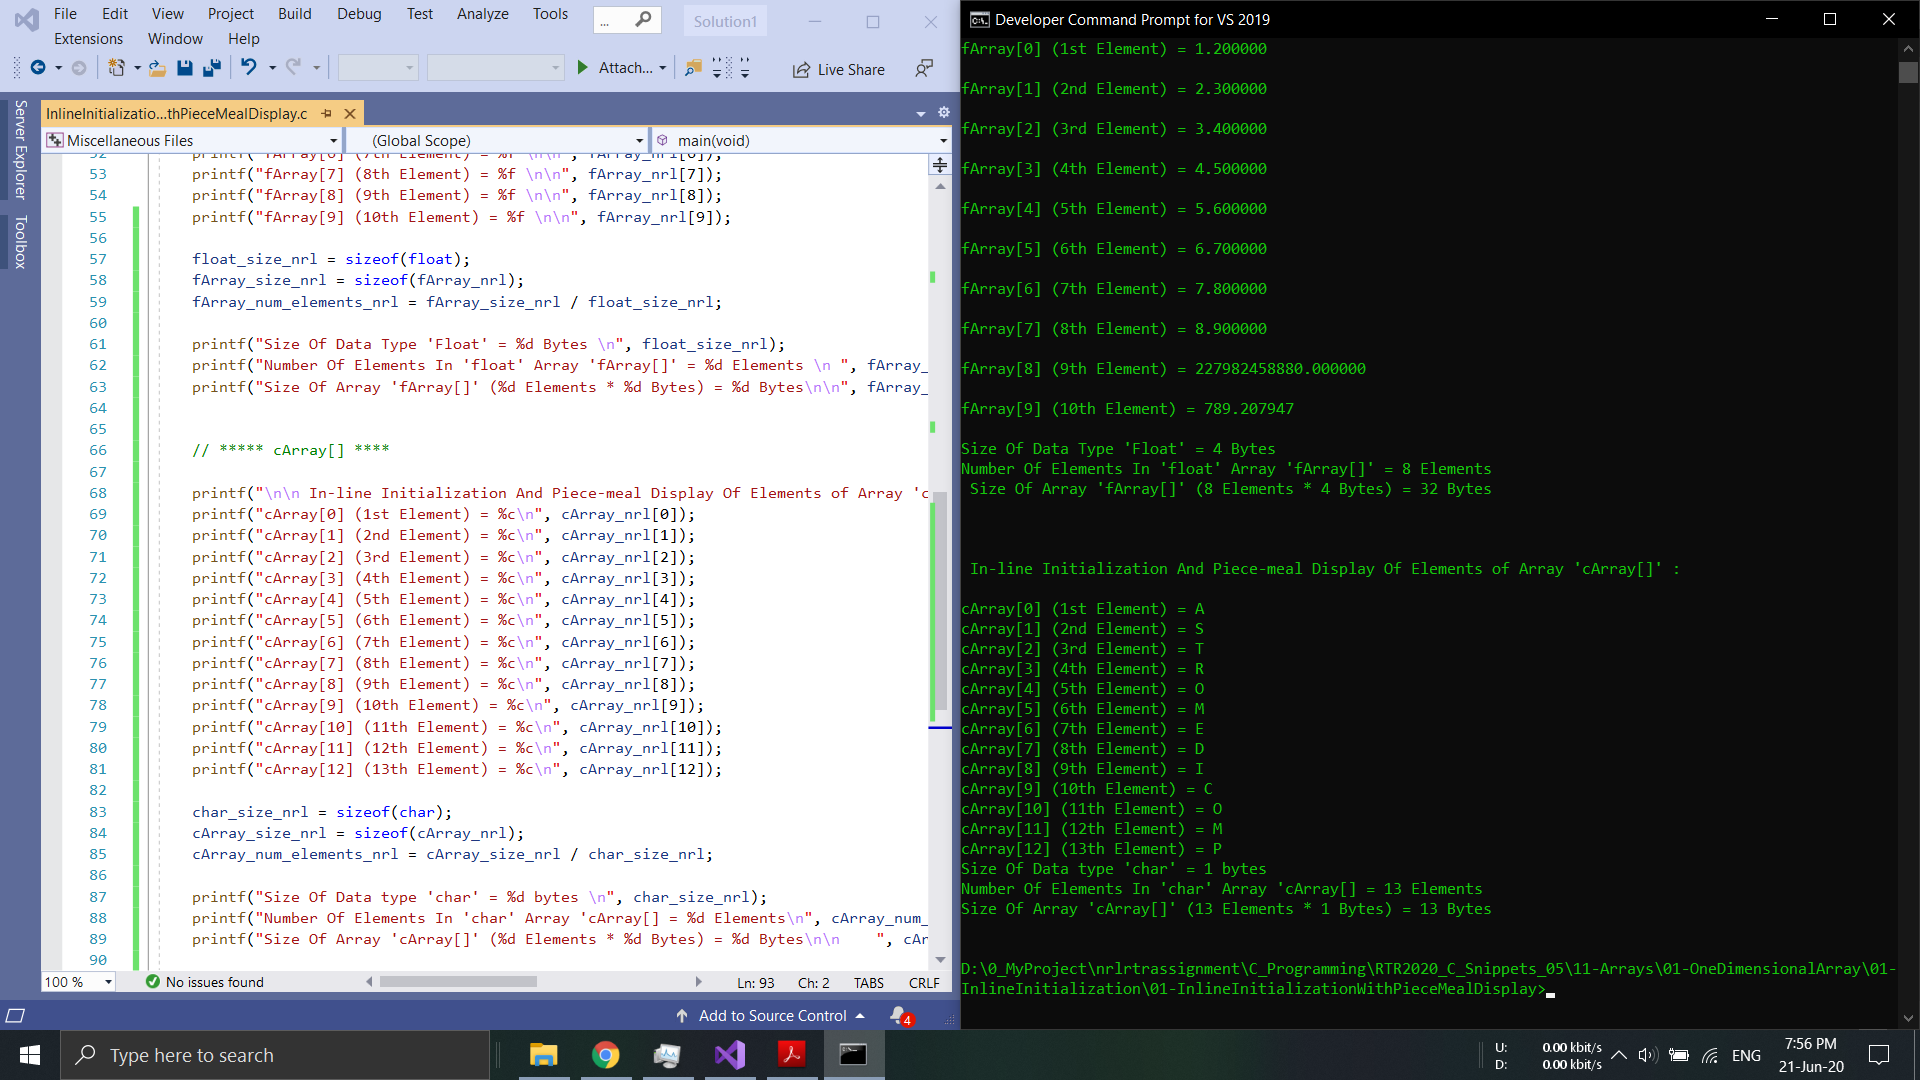 File Edit View Project Build Debug Test Analyze Tools ... Solution1
Extensions Window Help
Attach... Live Share
Server Explorer
Toolbox
InlineInitializatio...thPieceMealDisplay.c
Miscellaneous Files (Global Scope) main(void)
52 printf("fArray[6] (7th Element) = %f \n\n", fArray_nrl[6]);
53 printf("fArray[7] (8th Element) = %f \n\n", fArray_nrl[7]);
54 printf("fArray[8] (9th Element) = %f \n\n", fArray_nrl[8]);
55 printf("fArray[9] (10th Element) = %f \n\n", fArray_nrl[9]);
56
57 float_size_nrl = sizeof(float);
58 fArray_size_nrl = sizeof(fArray_nrl);
59 fArray_num_elements_nrl = fArray_size_nrl / float_size_nrl;
60
61 printf("Size Of Data Type 'Float' = %d Bytes \n", float_size_nrl);
62 printf("Number Of Elements In 'float' Array 'fArray[]' = %d Elements \n ", fArray_
63 printf("Size Of Array 'fArray[]' (%d Elements * %d Bytes) = %d Bytes\n\n", fArray_
64
65
66 // ***** cArray[] ****
67
68 printf("\n\n In-line Initialization And Piece-meal Display Of Elements of Array 'c
69 printf("cArray[0] (1st Element) = %c\n", cArray_nrl[0]);
70 printf("cArray[1] (2nd Element) = %c\n", cArray_nrl[1]);
71 printf("cArray[2] (3rd Element) = %c\n", cArray_nrl[2]);
72 printf("cArray[3] (4th Element) = %c\n", cArray_nrl[3]);
73 printf("cArray[4] (5th Element) = %c\n", cArray_nrl[4]);
74 printf("cArray[5] (6th Element) = %c\n", cArray_nrl[5]);
75 printf("cArray[6] (7th Element) = %c\n", cArray_nrl[6]);
76 printf("cArray[7] (8th Element) = %c\n", cArray_nrl[7]);
77 printf("cArray[8] (9th Element) = %c\n", cArray_nrl[8]);
78 printf("cArray[9] (10th Element) = %c\n", cArray_nrl[9]);
79 printf("cArray[10] (11th Element) = %c\n", cArray_nrl[10]);
80 printf("cArray[11] (12th Element) = %c\n", cArray_nrl[11]);
81 printf("cArray[12] (13th Element) = %c\n", cArray_nrl[12]);
82
83 char_size_nrl = sizeof(char);
84 cArray_size_nrl = sizeof(cArray_nrl);
85 cArray_num_elements_nrl = cArray_size_nrl / char_size_nrl;
86
87 printf("Size Of Data type 'char' = %d bytes \n", char_size_nrl);
88 printf("Number Of Elements In 'char' Array 'cArray[] = %d Elements\n", cArray_num_
89 printf("Size Of Array 'cArray[]' (%d Elements * %d Bytes) = %d Bytes\n\n    ", cAr
90
100 % No issues found Ln: 93 Ch: 2 TABS CRLF
Add to Source Control 4
Developer Command Prompt for VS 2019
fArray[0] (1st Element) = 1.200000
fArray[1] (2nd Element) = 2.300000
fArray[2] (3rd Element) = 3.400000
fArray[3] (4th Element) = 4.500000
fArray[4] (5th Element) = 5.600000
fArray[5] (6th Element) = 6.700000
fArray[6] (7th Element) = 7.800000
fArray[7] (8th Element) = 8.900000
fArray[8] (9th Element) = 227982458880.000000
fArray[9] (10th Element) = 789.207947
Size Of Data Type 'Float' = 4 Bytes
Number Of Elements In 'float' Array 'fArray[]' = 8 Elements
Size Of Array 'fArray[]' (8 Elements * 4 Bytes) = 32 Bytes
In-line Initialization And Piece-meal Display Of Elements of Array 'cArray[]' :
cArray[0] (1st Element) = A
cArray[1] (2nd Element) = S
cArray[2] (3rd Element) = T
cArray[3] (4th Element) = R
cArray[4] (5th Element) = O
cArray[5] (6th Element) = M
cArray[6] (7th Element) = E
cArray[7] (8th Element) = D
cArray[8] (9th Element) = I
cArray[9] (10th Element) = C
cArray[10] (11th Element) = O
cArray[11] (12th Element) = M
cArray[12] (13th Element) = P
Size Of Data type 'char' = 1 bytes
Number Of Elements In 'char' Array 'cArray[] = 13 Elements
Size Of Array 'cArray[]' (13 Elements * 1 Bytes) = 13 Bytes
D:\0_MyProject\nrlrtrassignment\C_Programming\RTR2020_C_Snippets_05\11-Arrays\01-OneDimensionalArray\01-
InlineInitialization\01-InlineInitializationWithPieceMealDisplay>
Type here to search
U: 0.00 kbit/s
D: 0.00 kbit/s
ENG
7:56 PM
21-Jun-20